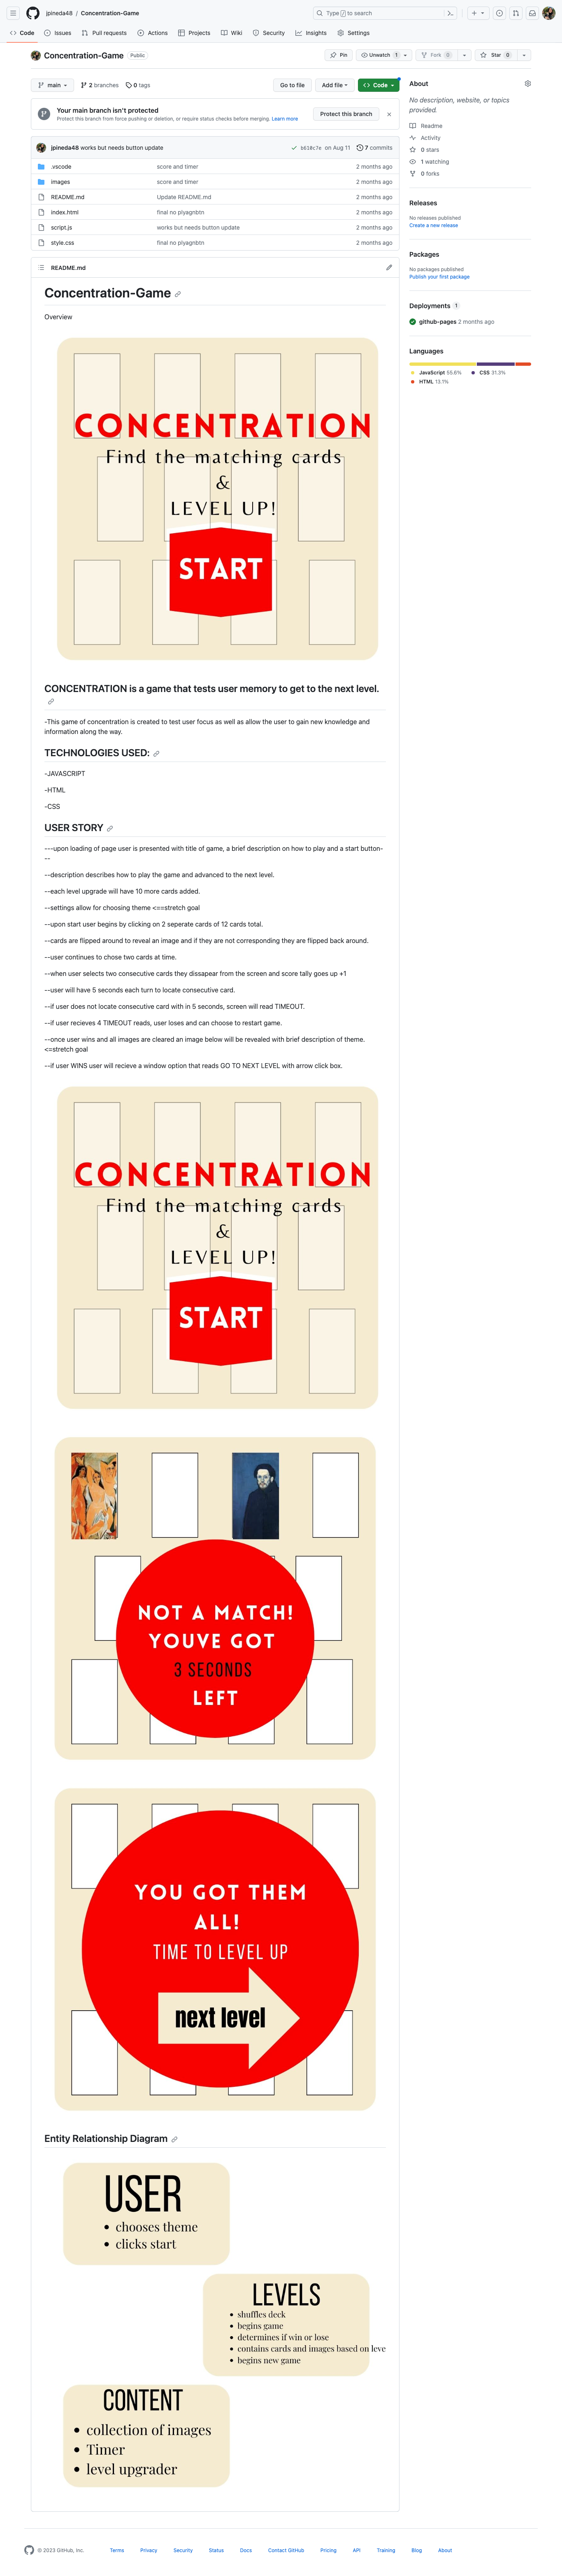 jpineda48 / Concentration-Game
Type / to search
Code Issues Pull requests Actions Projects Wiki Security Insights Settings
Concentration-Game Public
Pin Unwatch 1 Fork 0 Star 0
main 2 branches 0 tags
Go to file Add file Code
Your main branch isn't protected
Protect this branch from force pushing or deletion, or require status checks before merging. Learn more
Protect this branch
jpineda48 works but needs button update
b618c7e on Aug 11 7 commits
.vscode score and timer 2 months ago
images score and timer 2 months ago
README.md Update README.md 2 months ago
index.html final no plyagnbtn 2 months ago
script.js works but needs button update 2 months ago
style.css final no plyagnbtn 2 months ago
About
No description, website, or topics
provided.
Readme
Activity
0 stars
1 watching
0 forks
Releases
No releases published
Create a new release
Packages
No packages published
Publish your first package
Deployments 1
github-pages 2 months ago
Languages
JavaScript 55.6% CSS 31.3%
HTML 13.1%
README.md
Concentration-Game
Overview
CONCENTRATION
Find the matching cards
&
LEVEL UP!
START
CONCENTRATION is a game that tests user memory to get to the next level.
-This game of concentration is created to test user focus as well as allow the user to gain new knowledge and
information along the way.
TECHNOLOGIES USED:
-JAVASCRIPT
-HTML
-CSS
USER STORY
---upon loading of page user is presented with title of game, a brief description on how to play and a start button-
--
--description describes how to play the game and advanced to the next level.
--each level upgrade will have 10 more cards added.
--settings allow for choosing theme <==stretch goal
--upon start user begins by clicking on 2 seperate cards of 12 cards total.
--cards are flipped around to reveal an image and if they are not corresponding they are flipped back around.
--user continues to chose two cards at time.
--when user selects two consecutive cards they dissapear from the screen and score tally goes up +1
--user will have 5 seconds each turn to locate consecutive card.
--if user does not locate consecutive card with in 5 seconds, screen will read TIMEOUT.
--if user recieves 4 TIMEOUT reads, user loses and can choose to restart game.
--once user wins and all images are cleared an image below will be revealed with brief description of theme.
<=stretch goal
--if user WINS user will recieve a window option that reads GO TO NEXT LEVEL with arrow click box.
CONCENTRATION
Find the matching cards
&
LEVEL UP!
START
NOT A MATCH!
YOUVE GOT
3 SECONDS
LEFT
YOU GOT THEM
ALL!
TIME TO LEVEL UP
next level
Entity Relationship Diagram
USER
• chooses theme
• clicks start
LEVELS
• shuffles deck
• begins game
• determines if win or lose
• contains cards and images based on leve
• begins new game
CONTENT
• collection of images
• Timer
• level upgrader
© 2023 GitHub, Inc. Terms Privacy Security Status Docs Contact GitHub Pricing API Training Blog About